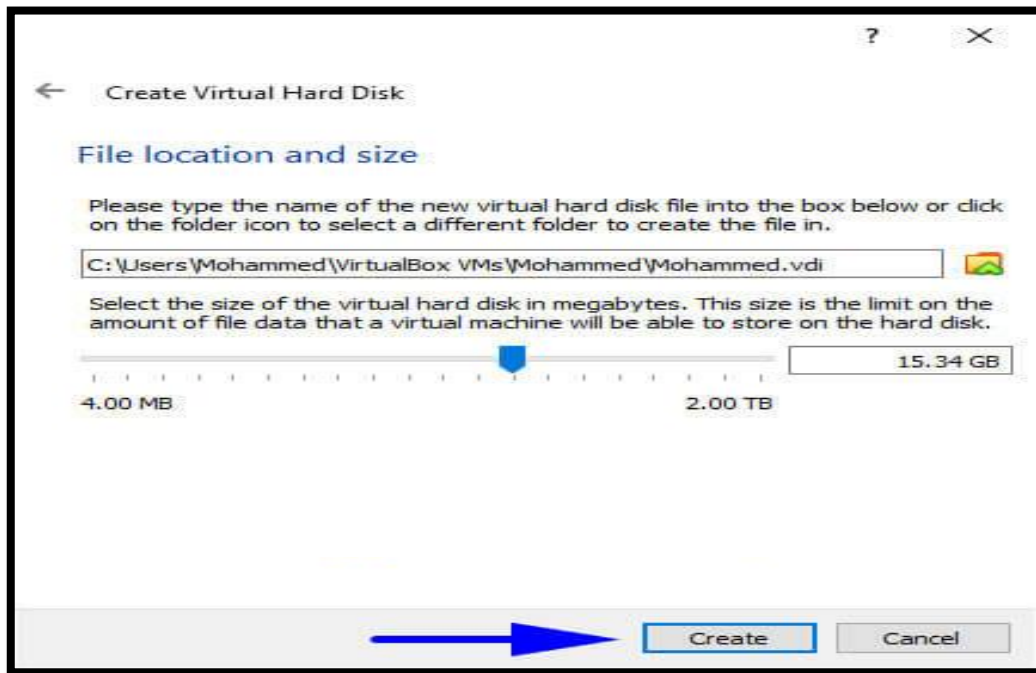 ?
Create Virtual Hard Disk
File location and size
Please type the name of the new virtual hard disk file into the box below or click
on the folder icon to select a different folder to create the file in.
C:\Users\Mohammed\VirtualBox VMs\Mohammed\Mohammed.vdi
Select the size of the virtual hard disk in megabytes. This size is the limit on the
amount of file data that a virtual machine will be able to store on the hard disk.
15.34 GB
4.00 MB 2.00 TB
Create Cancel